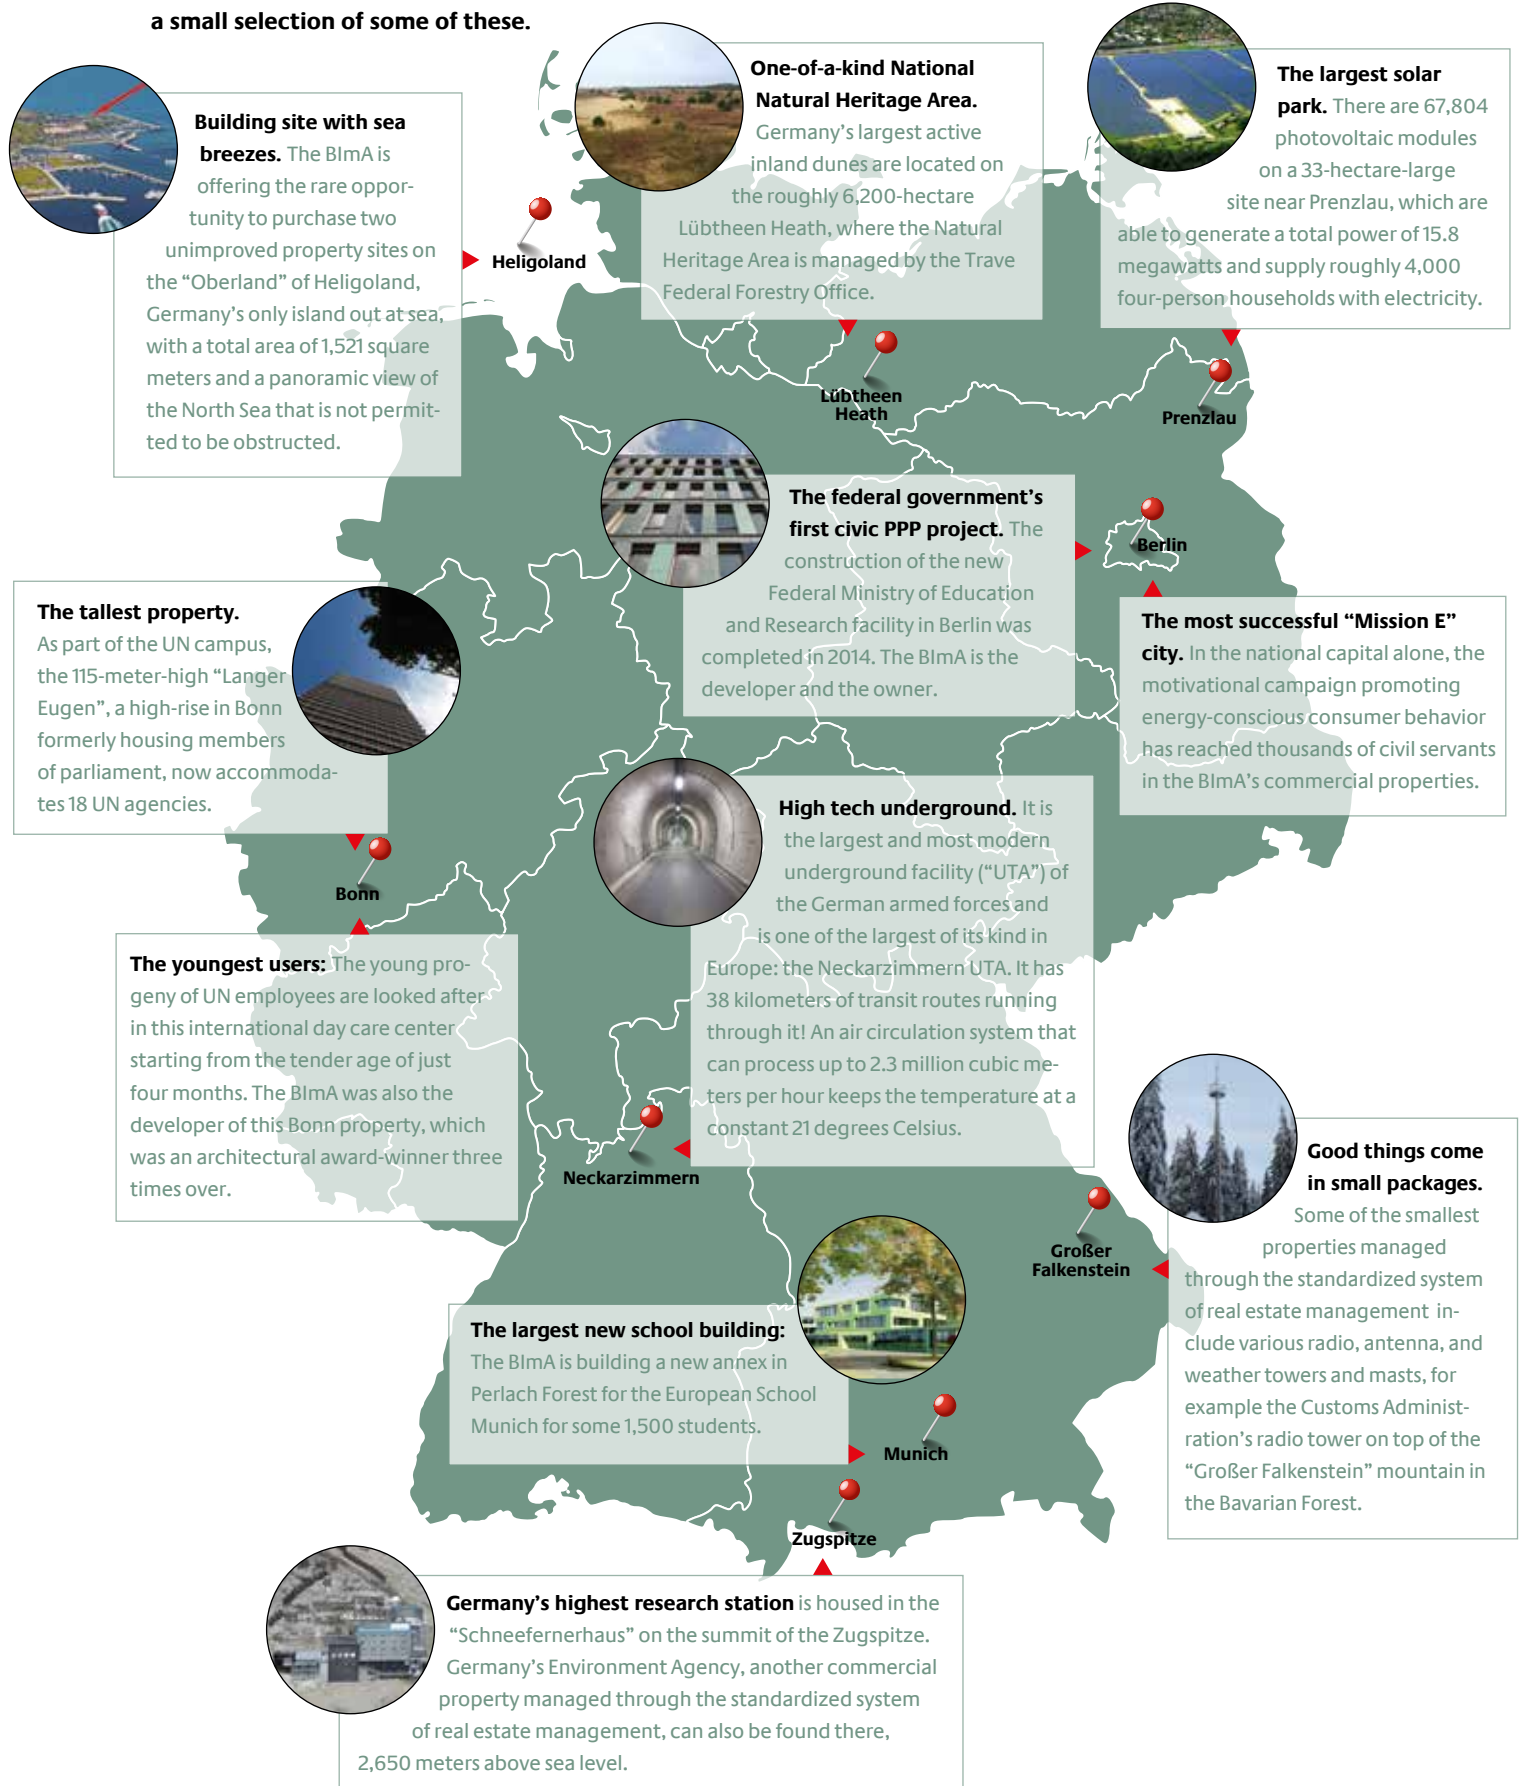 a small selection of some of these.
Building site with sea
breezes. The BImA is
offering the rare oppor-
tunity to purchase two
unimproved property sites on
the “Oberland” of Heligoland,
Germany’s only island out at sea,
with a total area of 1,521 square
meters and a panoramic view of
the North Sea that is not permit-
ted to be obstructed.
Heligoland
One-of-a-kind National
Natural Heritage Area.
Germany’s largest active
inland dunes are located on
the roughly 6,200-hectare
Lübtheen Heath, where the Natural
Heritage Area is managed by the Trave
Federal Forestry Office.
Lübtheen
Heath
The largest solar
park. There are 67,804
photovoltaic modules
on a 33-hectare-large
site near Prenzlau, which are
able to generate a total power of 15.8
megawatts and supply roughly 4,000
four-person households with electricity.
Prenzlau
The federal government’s
first civic PPP project. The
construction of the new
Federal Ministry of Education
and Research facility in Berlin was
completed in 2014. The BImA is the
developer and the owner.
Berlin
The most successful “Mission E”
city. In the national capital alone, the
motivational campaign promoting
energy-conscious consumer behavior
has reached thousands of civil servants
in the BImA’s commercial properties.
The tallest property.
As part of the UN campus,
the 115-meter-high “Langer
Eugen”, a high-rise in Bonn
formerly housing members
of parliament, now accommoda-
tes 18 UN agencies.
Bonn
The youngest users: The young pro-
geny of UN employees are looked after
in this international day care center
starting from the tender age of just
four months. The BImA was also the
developer of this Bonn property, which
was an architectural award-winner three
times over.
High tech underground. It is
the largest and most modern
underground facility (“UTA”) of
the German armed forces and
is one of the largest of its kind in
Europe: the Neckarzimmern UTA. It has
38 kilometers of transit routes running
through it! An air circulation system that
can process up to 2.3 million cubic me-
ters per hour keeps the temperature at a
constant 21 degrees Celsius.
Neckarzimmern
Good things come
in small packages.
Some of the smallest
properties managed
through the standardized system
of real estate management in-
clude various radio, antenna, and
weather towers and masts, for
example the Customs Administ-
ration’s radio tower on top of the
“Großer Falkenstein” mountain in
the Bavarian Forest.
Großer
Falkenstein
The largest new school building:
The BImA is building a new annex in
Perlach Forest for the European School
Munich for some 1,500 students.
Munich
Zugspitze
Germany’s highest research station is housed in the
“Schneefernerhaus” on the summit of the Zugspitze.
Germany’s Environment Agency, another commercial
property managed through the standardized system
of real estate management, can also be found there,
2,650 meters above sea level.